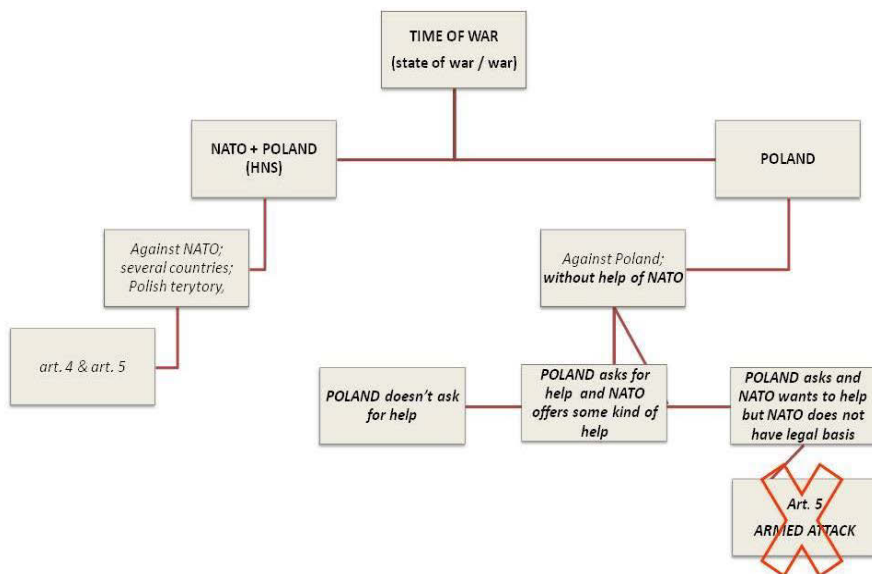 TIME OF WAR
(state of war / war)
NATO + POLAND
(HNS)
POLAND
Against NATO;
several countries;
Polish terytory,
Against Poland;
without help of NATO
art. 4 & art. 5
POLAND doesn't ask
for help
POLAND asks for
help and NATO
offers some kind of
help
POLAND asks and
NATO wants to help
but NATO does not
have legal basis
Art. 5
ARMED ATTACK